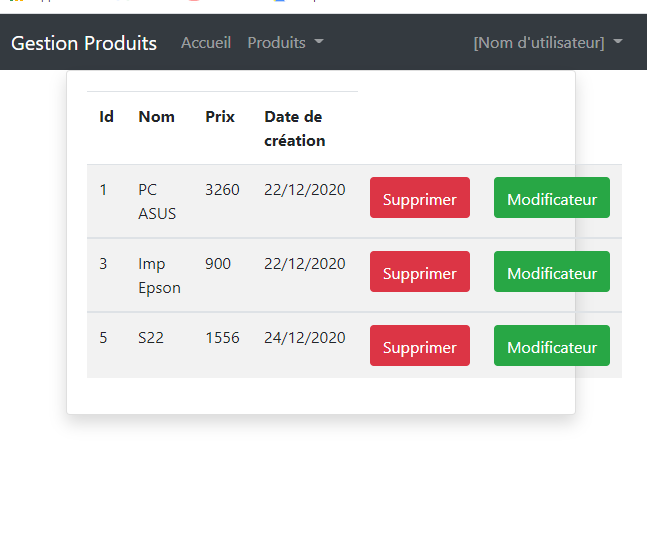 Gestion Produits Accueil Produits [Nom d'utilisateur]
Id Nom Prix Date de
création
1 PC 3260 22/12/2020 Supprimer Modificateur
ASUS
3 Imp 900 22/12/2020 Supprimer Modificateur
Epson
5 S22 1556 24/12/2020 Supprimer Modificateur